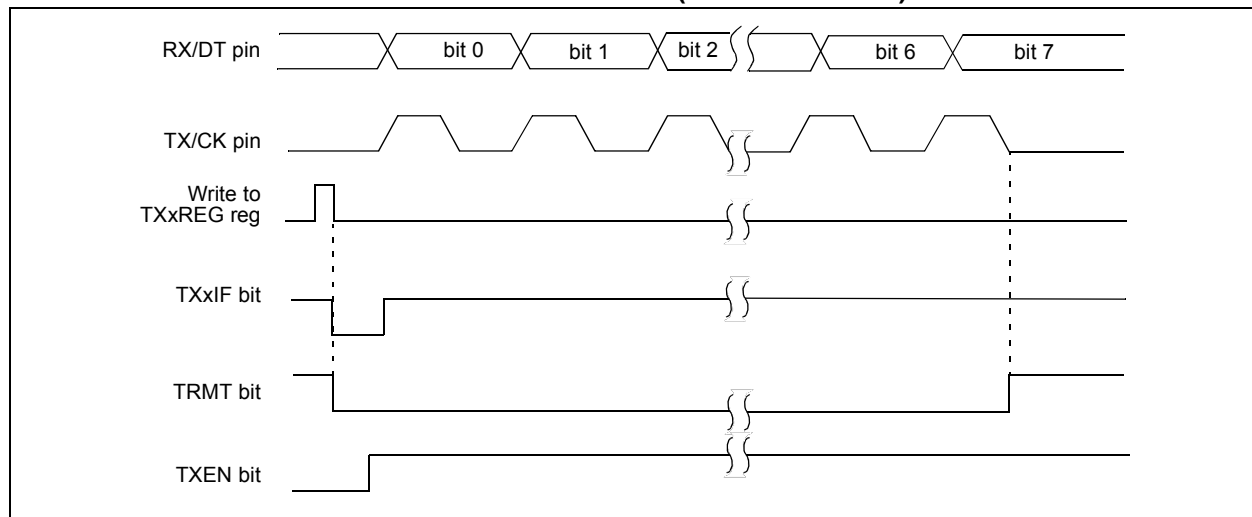 RX/DT pin
bit 0
bit 1
bit 2
bit 6
bit 7
TX/CK pin
Write to
TXxREG reg
TXxIF bit
TRMT bit
TXEN bit